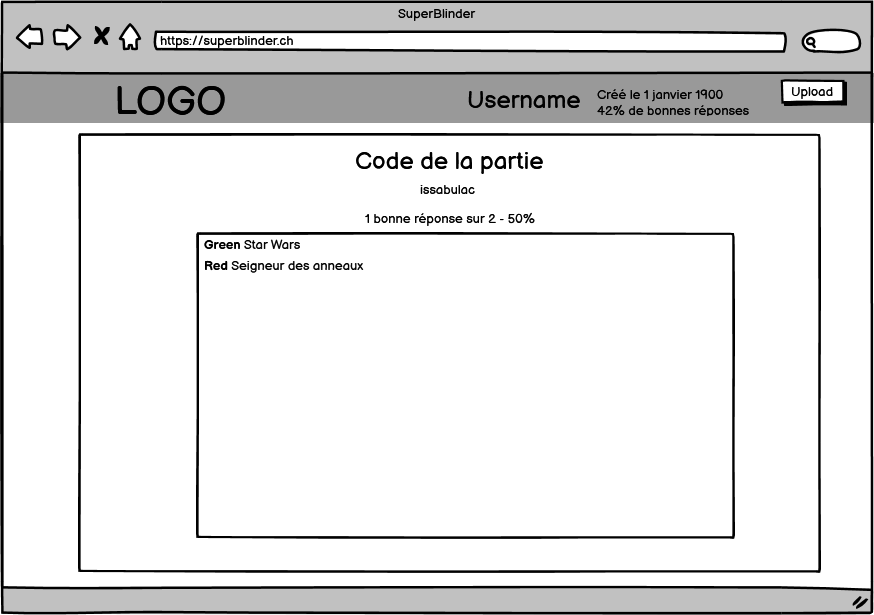 SuperBlinder
https://superblinder.ch
LOGO
Username
Créé le 1 janvier 1900
42% de bonnes réponses
Upload
Code de la partie
issabulac
1 bonne réponse sur 2 - 50%
Green Star Wars
Red Seigneur des anneaux